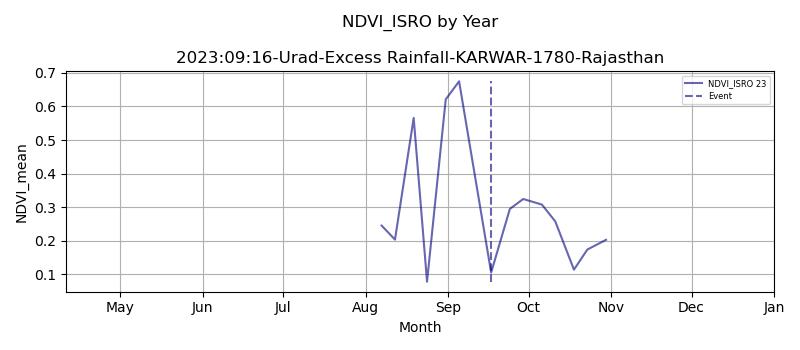 NDVI_ISRO by Year
2023:09:16-Urad-Excess Rainfall-KARWAR-1780-Rajasthan
0.7
0.6
0.5
0.4
0.3
0.2
0.1
NDVI_mean
NDVI_ISRO 23
Event
May Jun Jul Aug Sep Oct Nov Dec Jan
Month